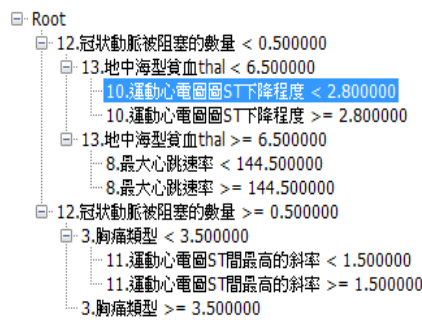 Root
12.冠狀動脈被阻塞的數量 < 0.500000
13.地中海型貧血thal < 6.500000
10.運動心電圖圖ST下降程度 < 2.800000
10.運動心電圖圖ST下降程度 >= 2.800000
13.地中海型貧血thal >= 6.500000
8.最大心跳速率 < 144.500000
8.最大心跳速率 >= 144.500000
12.冠狀動脈被阻塞的數量 >= 0.500000
3.胸痛類型 < 3.500000
11.運動心電圖ST間最高的斜率 < 1.500000
11.運動心電圖ST間最高的斜率 >= 1.500000
3.胸痛類型 >= 3.500000